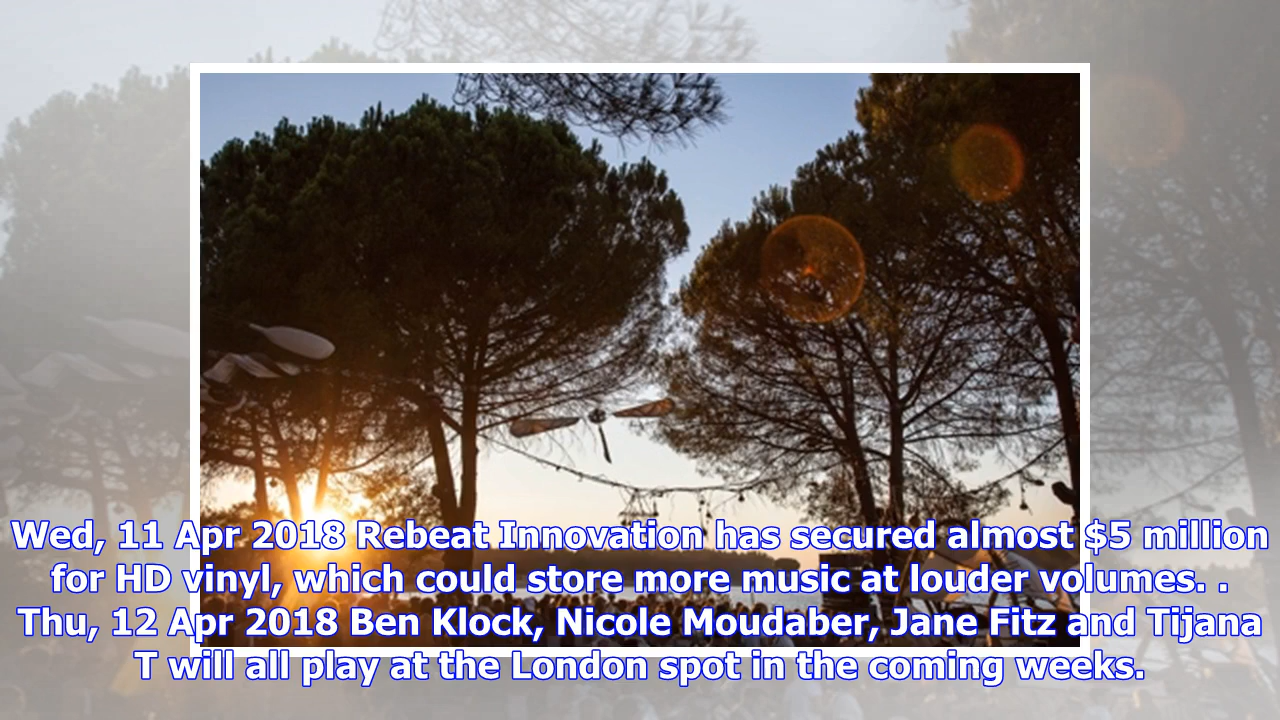 Wed, 11 Apr 2018 Rebeat Innovation has secured almost $5 million
for HD vinyl, which could store more music at louder volumes. .
Thu, 12 Apr 2018 Ben Klock, Nicole Moudaber, Jane Fitz and Tijana
T will all play at the London spot in the coming weeks.